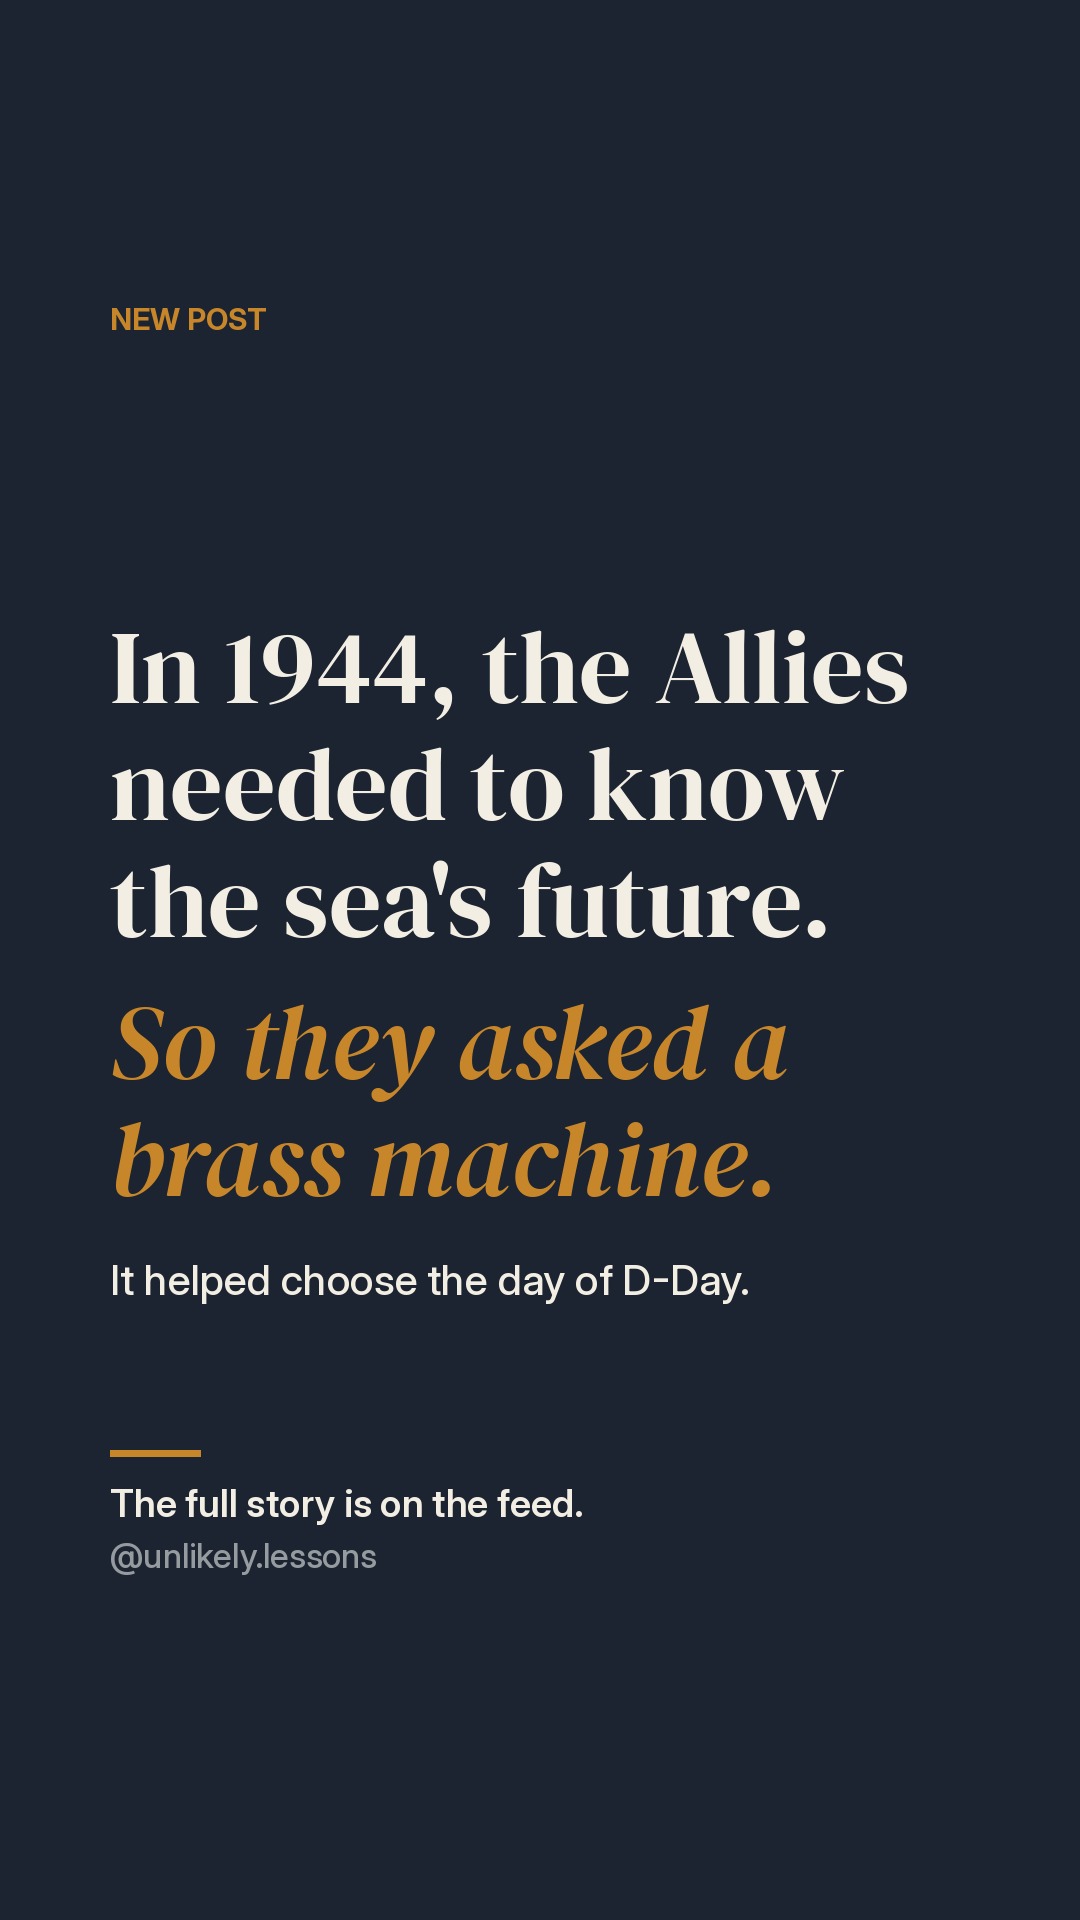 NEW POST
In 1944, the Allies
needed to know
the sea's future.
So they asked a
brass machine.
It helped choose the day of D-Day.
The full story is on the feed.
@unlikely.lessons